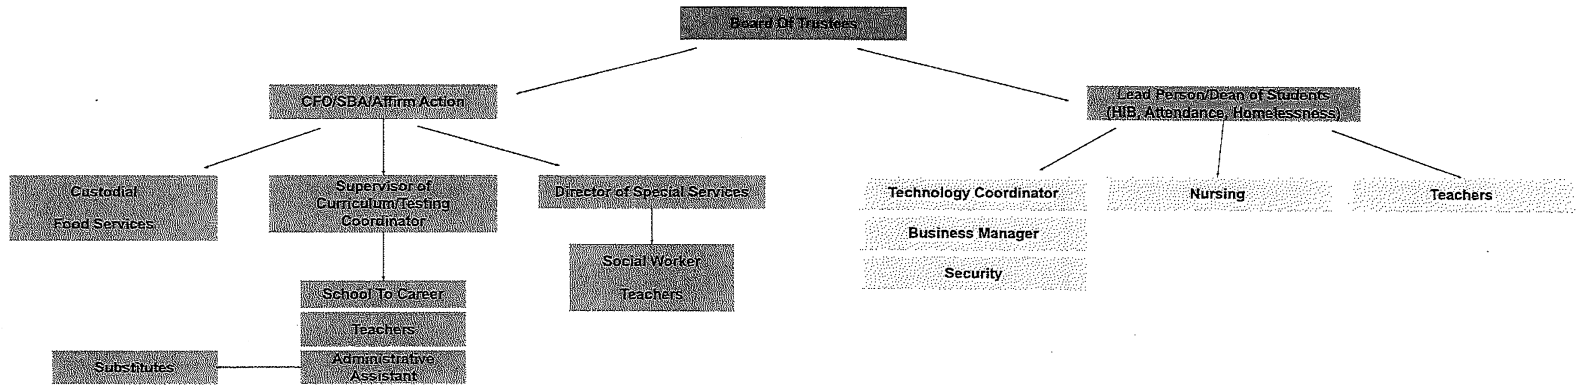 Board Of Trustees
CFO/SBA/Affirm Action
Lead Person/Dean of Students
(HIB, Attendance, Homelessness)
Custodial
Food Services
Supervisor of
Curriculum/Testing
Coordinator
Director of Special Services
Technology Coordinator
Nursing
Teachers
Business Manager
Security
Social Worker
Teachers
School To Career
Teachers
Substitutes
Administrative
Assistant